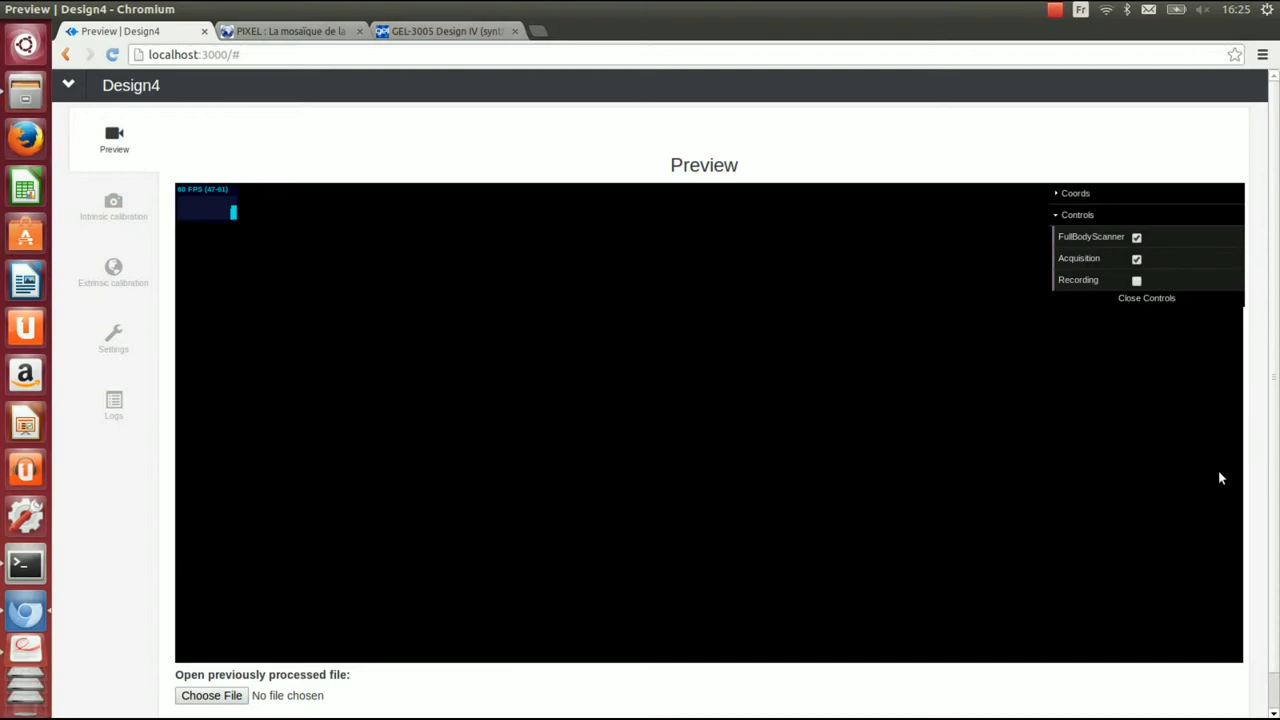 Preview | Design4 - Chromium
Fr
16:25
Preview | Design4
PIXEL : La mosaïque de la
GEL-3005 Design IV (synt
localhost:3000/#
Design4
Preview
Preview
Intrinsic calibration
Extrinsic calibration
Settings
Logs
60 FPS (47-61)
Coords
Controls
FullBodyScanner
Acquisition
Recording
Close Controls
Open previously processed file:
Choose File
No file chosen